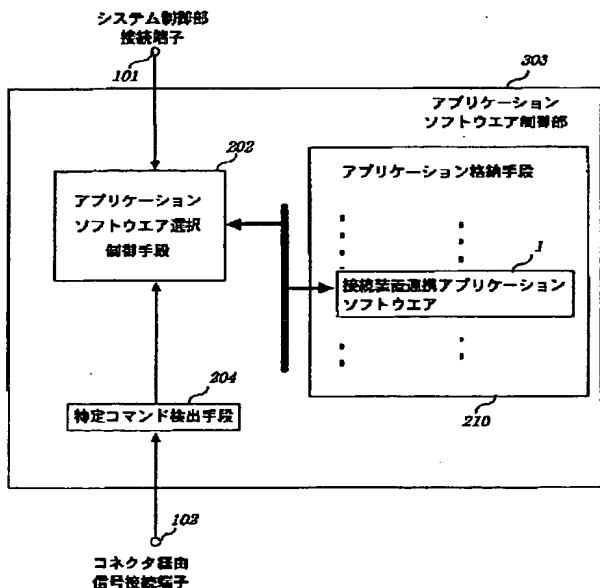 システム制御部
接続端子
101
303
アプリケーション
ソフトウエア制御部
202
アプリケーション
ソフトウエア選択
制御手段
アプリケーション格納手段
1
接続装置連携アプリケーション
ソフトウエア
204
特定コマンド検出手段
210
102
コネクタ経由
信号接続端子